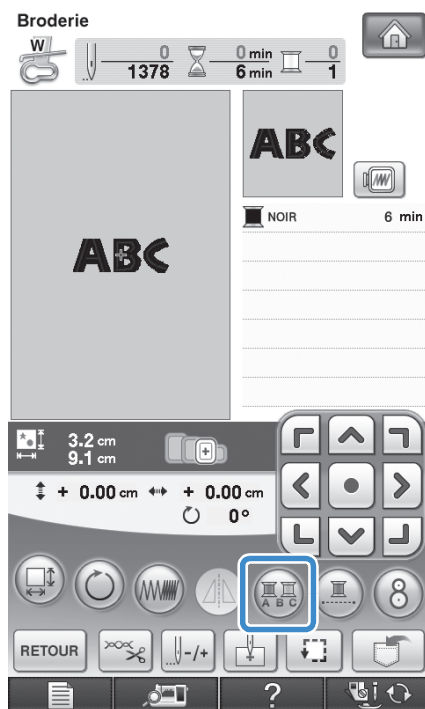 Broderie
W
0 0 min 0
1378 6 min 1
ABC
ABC
NOIR 6 min
3.2 cm
9.1 cm
+ 0.00 cm + 0.00 cm
0°
A B C
8
RETOUR -/+
?